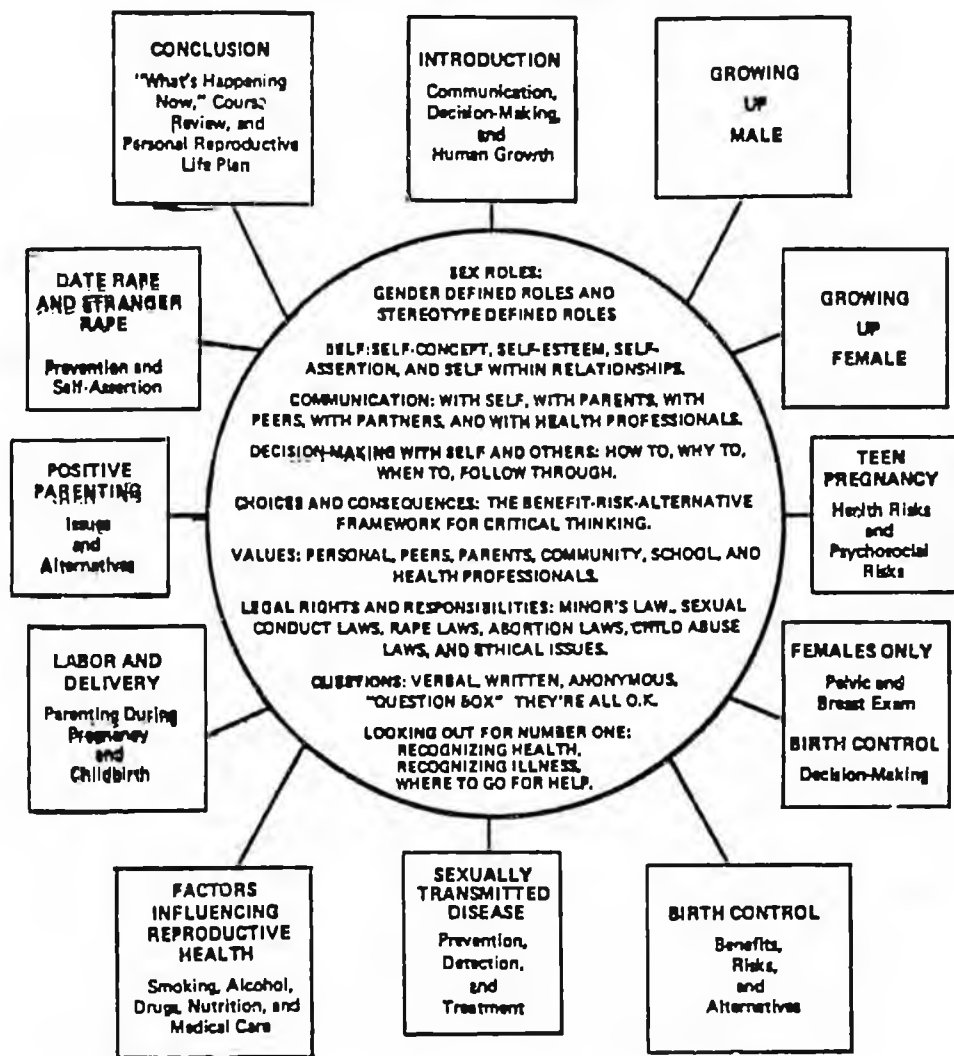 CONCLUSION
"What's Happening
Now," Course
Review, and
Personal Reproductive
Life Plan
INTRODUCTION
Communication,
Decision-Making,
and
Human Growth
GROWING
UP
MALE
GROWING
UP
FEMALE
TEEN
PREGNANCY
Health Risks
and
Psychosocial
Risks
FEMALES ONLY
Pelvic and
Breast Exam
BIRTH CONTROL
Decision-Making
BIRTH CONTROL
Benefits,
Risks,
and
Alternatives
SEXUALLY
TRANSMITTED
DISEASE
Prevention,
Detection,
and
Treatment
FACTORS
INFLUENCING
REPRODUCTIVE
HEALTH
Smoking, Alcohol,
Drugs, Nutrition, and
Medical Care
LABOR AND
DELIVERY
Parenting During
Pregnancy
and
Childbirth
POSITIVE
PARENTING
Issues
and
Alternatives
DATE RAPE
AND STRANGER
RAPE
Prevention and
Self-Assertion
SEX ROLES:
GENDER DEFINED ROLES AND
STEREOTYPE DEFINED ROLES
SELF: SELF-CONCEPT, SELF-ESTEEM, SELF-
ASSERTION, AND SELF WITHIN RELATIONSHIPS.
COMMUNICATION: WITH SELF, WITH PARENTS, WITH
PEERS, WITH PARTNERS, AND WITH HEALTH PROFESSIONALS.
DECISION-MAKING WITH SELF AND OTHERS: HOW TO, WHY TO,
WHEN TO, FOLLOW THROUGH.
CHOICES AND CONSEQUENCES: THE BENEFIT-RISK-ALTERNATIVE
FRAMEWORK FOR CRITICAL THINKING.
VALUES: PERSONAL, PEERS, PARENTS, COMMUNITY, SCHOOL, AND
HEALTH PROFESSIONALS.
LEGAL RIGHTS AND RESPONSIBILITIES: MINOR'S LAW., SEXUAL
CONDUCT LAWS, RAPE LAWS, ABORTION LAWS, CHILD ABUSE
LAWS, AND ETHICAL ISSUES.
QUESTIONS: VERBAL, WRITTEN, ANONYMOUS,
"QUESTION BOX" THEY'RE ALL O.K.
LOOKING OUT FOR NUMBER ONE:
RECOGNIZING HEALTH,
RECOGNIZING ILLNESS,
WHERE TO GO FOR HELP.